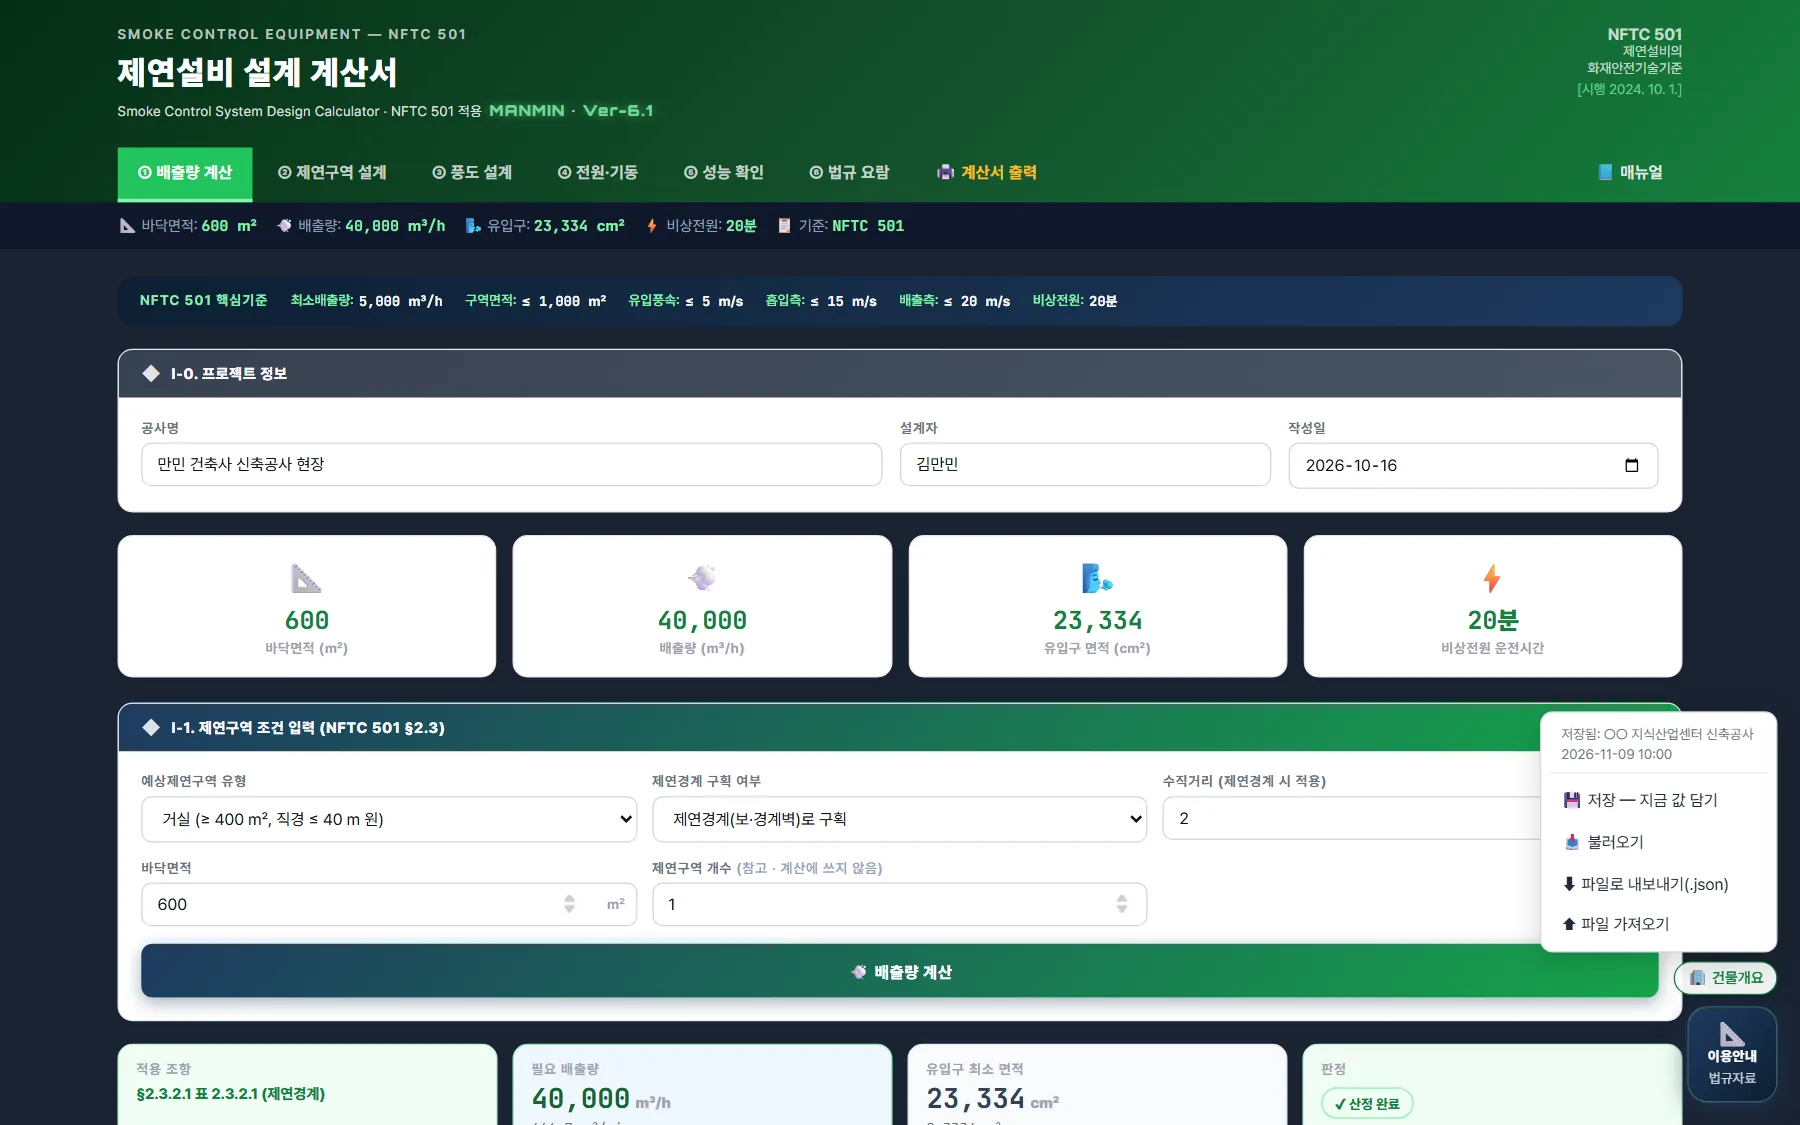 SMOKE CONTROL EQUIPMENT — NFTC 501
제연설비 설계 계산서
Smoke Control System Design Calculator · NFTC 501 적용 MANMIN · Ver-6.1
NFTC 501
제연설비의
화재안전기술기준
[시행 2024. 10. 1.]
① 배출량 계산
② 제연구역 설계
③ 풍도 설계
④ 전원·기동
⑤ 성능 확인
⑥ 법규 요람
계산서 출력
매뉴얼
바닥면적: 600 m² 배출량: 40,000 m³/h 유입구: 23,334 cm² 비상전원: 20분 기준: NFTC 501
NFTC 501 핵심기준 최소배출량: 5,000 m³/h 구역면적: ≤ 1,000 m² 유입풍속: ≤ 5 m/s 흡입측: ≤ 15 m/s 배출측: ≤ 20 m/s 비상전원: 20분
I-0. 프로젝트 정보
공사명
만민 건축사 신축공사 현장
설계자
김만민
작성일
2026-10-16
600
바닥면적 (m²)
40,000
배출량 (m³/h)
23,334
유입구 면적 (cm²)
20분
비상전원 운전시간
I-1. 제연구역 조건 입력 (NFTC 501 §2.3)
예상제연구역 유형
거실 (≥ 400 m², 직경 ≤ 40 m 원)
제연경계 구획 여부
제연경계(보·경계벽)로 구획
수직거리 (제연경계 시 적용)
2
바닥면적
600 m²
제연구역 개수 (참고 · 계산에 쓰지 않음)
1
배출량 계산
저장됨: ○○ 지식산업센터 신축공사
2026-11-09 10:00
저장 — 지금 값 담기
불러오기
⬇ 파일로 내보내기(.json)
⬆ 파일 가져오기
건물개요
이용안내
법규자료
적용 조항
§2.3.2.1 표 2.3.2.1 (제연경계)
필요 배출량
40,000 m³/h
유입구 최소 면적
23,334 cm²
판정
✓ 산정 완료